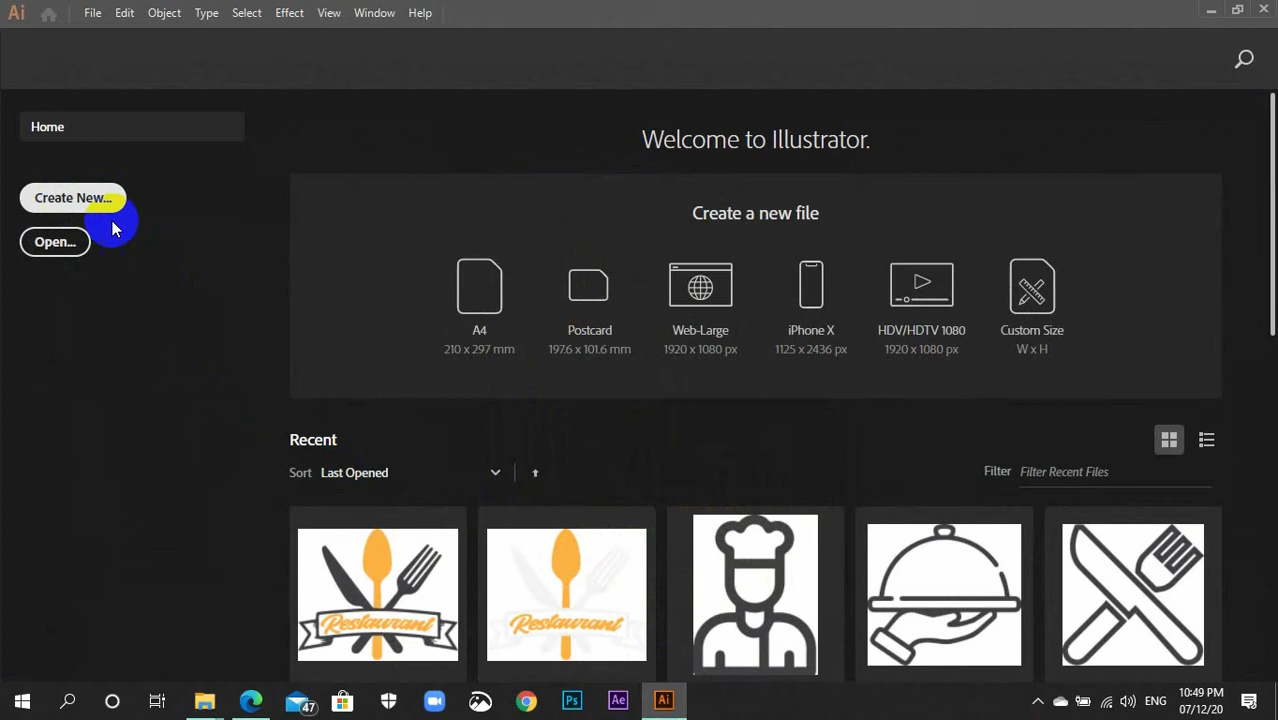 Ai File Edit Object Type Select Effect View Window Help
Home
Create New...
Open...
Welcome to Illustrator.
Create a new file
A4 Postcard Web-Large iPhone X HDV/HDTV 1080 Custom Size
210 x 297 mm 197.6 x 101.6 mm 1920 x 1080 px 1125 x 2436 px 1920 x 1080 px W x H
Recent
Sort Last Opened Filter Filter Recent Files
Restaurant Restaurant
47 Ps Ae Ai ENG 10:49 PM
07/12/20